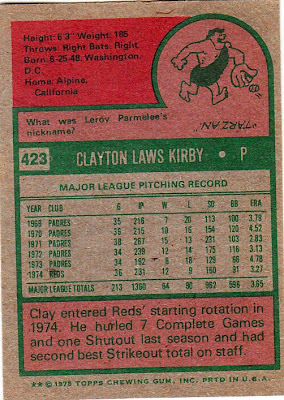 Height: 6'3" Weight: 185
Throws: Right Bats: Right
Born: 6-25-48, Washington,
D.C.
Home: Alpine,
California
"TARZAN"
What was Leroy Parmelee's
nickname?
423 CLAYTON LAWS KIRBY • P
MAJOR LEAGUE PITCHING RECORD
YEAR CLUB G IP W L SO BB ERA
1969 PADRES 35 216 7 20 113 100 3.79
1970 PADRES 36 215 10 16 154 120 4.52
1971 PADRES 38 267 15 13 231 103 2.83
1972 PADRES 34 239 12 14 175 116 3.13
1973 PADRES 34 192 8 18 129 66 4.78
1974 REDS 36 231 12 9 160 91 3.27
MAJOR LEAGUE TOTALS 213 1360 64 90 962 596 3.65
Clay entered Reds' starting rotation in
1974. He hurled 7 Complete Games
and one Shutout last season and had
second best Strikeout total on staff.
** © 1975 TOPPS CHEWING GUM, INC. PRTD IN U.S.A.